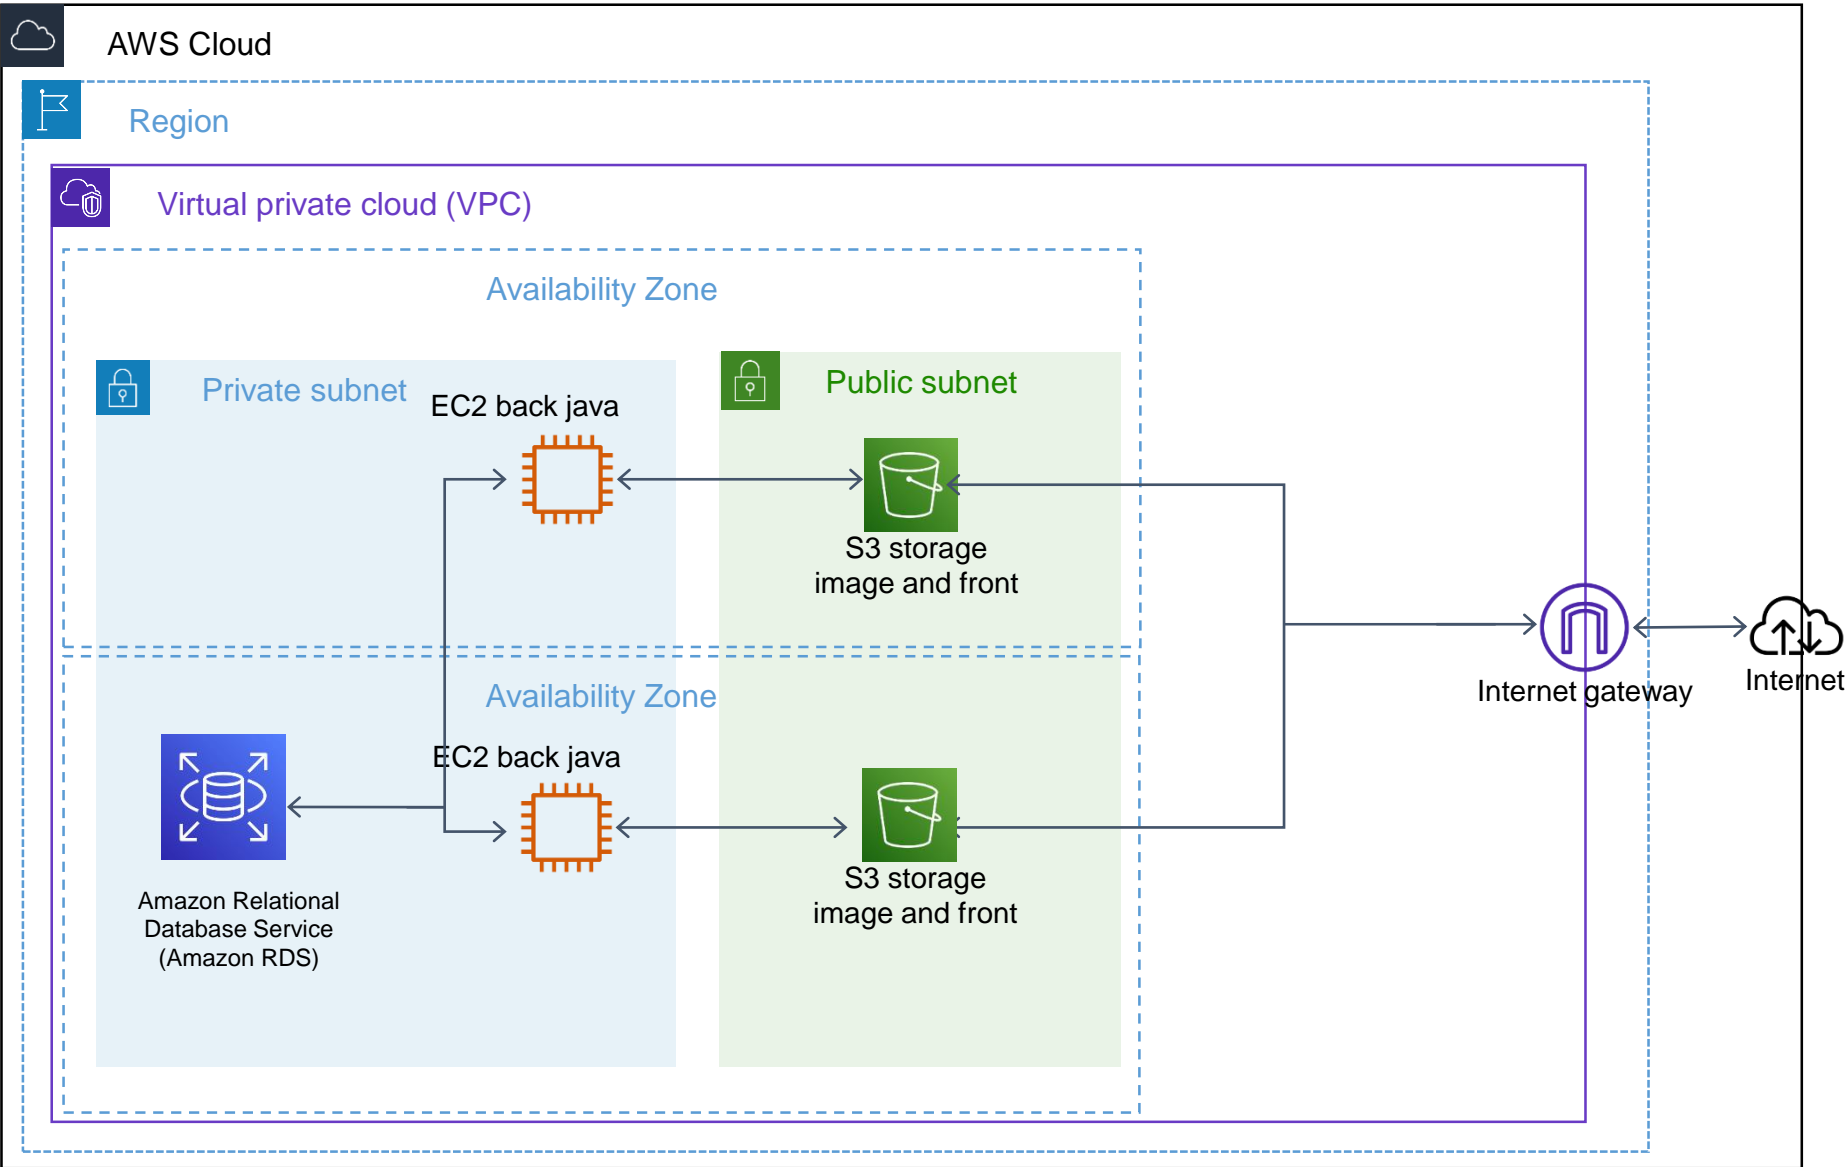 AWS Cloud
Region
Virtual private cloud (VPC)
Availability Zone
Private subnet
EC2 back java
Public subnet
S3 storage
image and front
Availability Zone
EC2 back java
Amazon Relational
Database Service
(Amazon RDS)
S3 storage
image and front
Internet gateway
Internet